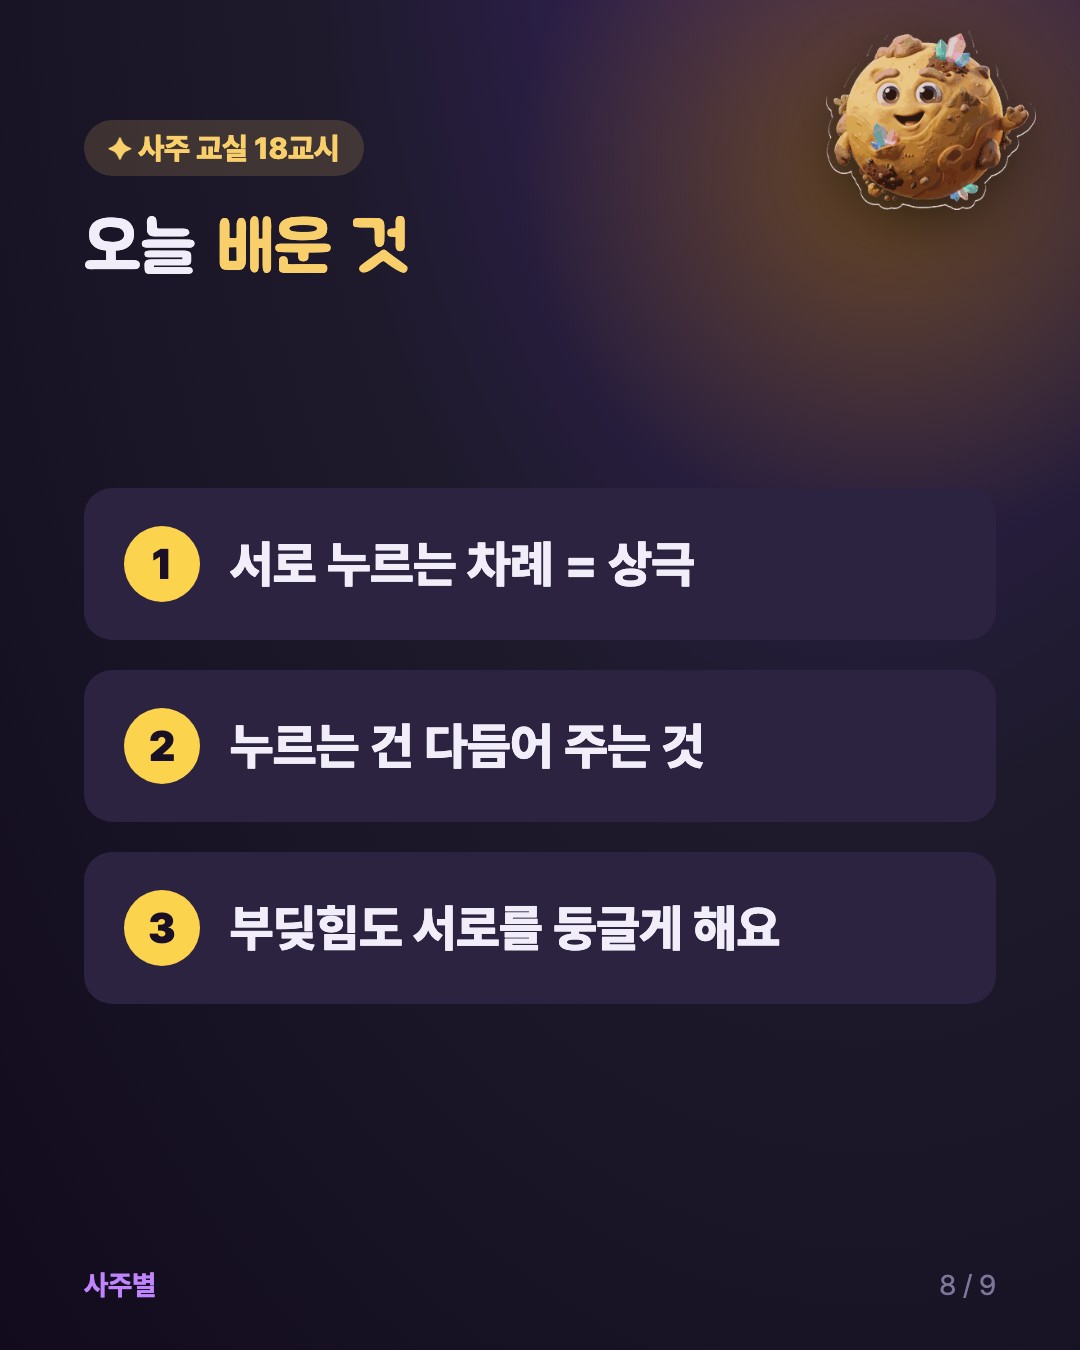 ✦ 사주 교실 18교시
오늘 배운 것
1 서로 누르는 차례 = 상극
2 누르는 건 다듬어 주는 것
3 부딪힘도 서로를 둥글게 해요
사주별
8 / 9